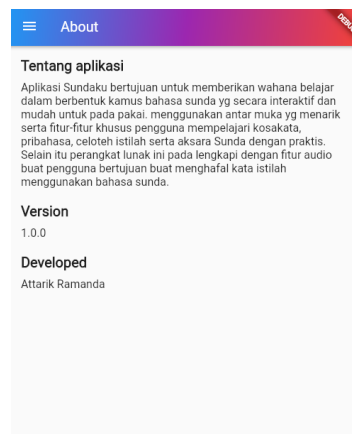 About
DEBU
Tentang aplikasi
Aplikasi Sundaku bertujuan untuk memberikan wahana belajar
dalam berbentuk kamus bahasa sunda yg secara interaktif dan
mudah untuk pada pakai. menggunakan antar muka yg menarik
serta fitur-fitur khusus pengguna mempelajari kosakata,
pribahasa, celoteh istilah serta aksara Sunda dengan praktis.
Selain itu perangkat lunak ini pada lengkapi dengan fitur audio
buat pengguna bertujuan buat menghafal kata istilah
menggunakan bahasa sunda.
Version
1.0.0
Developed
Attarik Ramanda